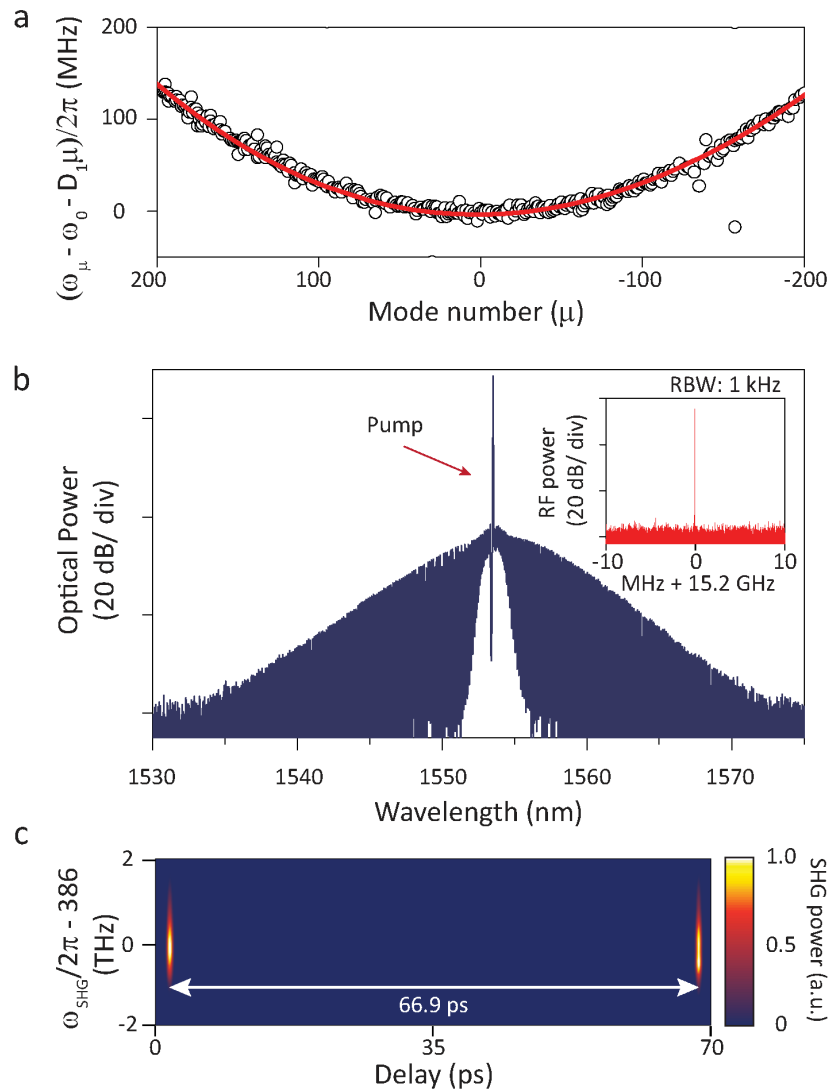 a
(ω_μ - ω_0 - D_1μ)/2π (MHz)
200
100
0
200
100
0
-100
-200
Mode number (μ)
b
Optical Power
(20 dB/ div)
Pump
RBW: 1 kHz
RF power
(20 dB/ div)
-10
0
10
MHz + 15.2 GHz
1530
1540
1550
1560
1570
Wavelength (nm)
c
ω_SHG/2π - 386
(THz)
2
0
-2
66.9 ps
0
35
70
Delay (ps)
1.0
0.5
0
SHG power
(a.u.)